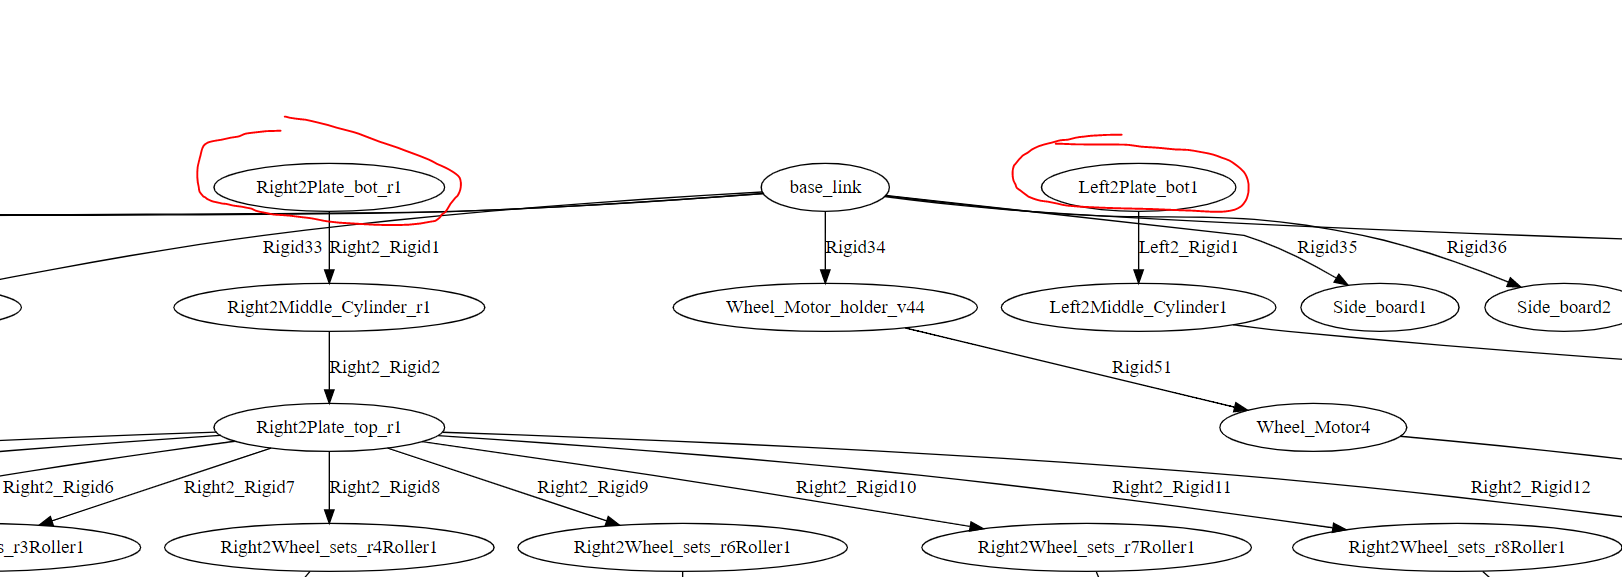 Right2Plate_bot_r1
base_link
Left2Plate_bot1
Rigid33
Right2_Rigid1
Rigid34
Left2_Rigid1
Rigid35
Rigid36
Right2Middle_Cylinder_r1
Wheel_Motor_holder_v44
Left2Middle_Cylinder1
Side_board1
Side_board2
Right2_Rigid2
Rigid51
Right2Plate_top_r1
Wheel_Motor4
Right2_Rigid6
Right2_Rigid7
Right2_Rigid8
Right2_Rigid9
Right2_Rigid10
Right2_Rigid11
Right2_Rigid12
s_r3Roller1
Right2Wheel_sets_r4Roller1
Right2Wheel_sets_r6Roller1
Right2Wheel_sets_r7Roller1
Right2Wheel_sets_r8Roller1